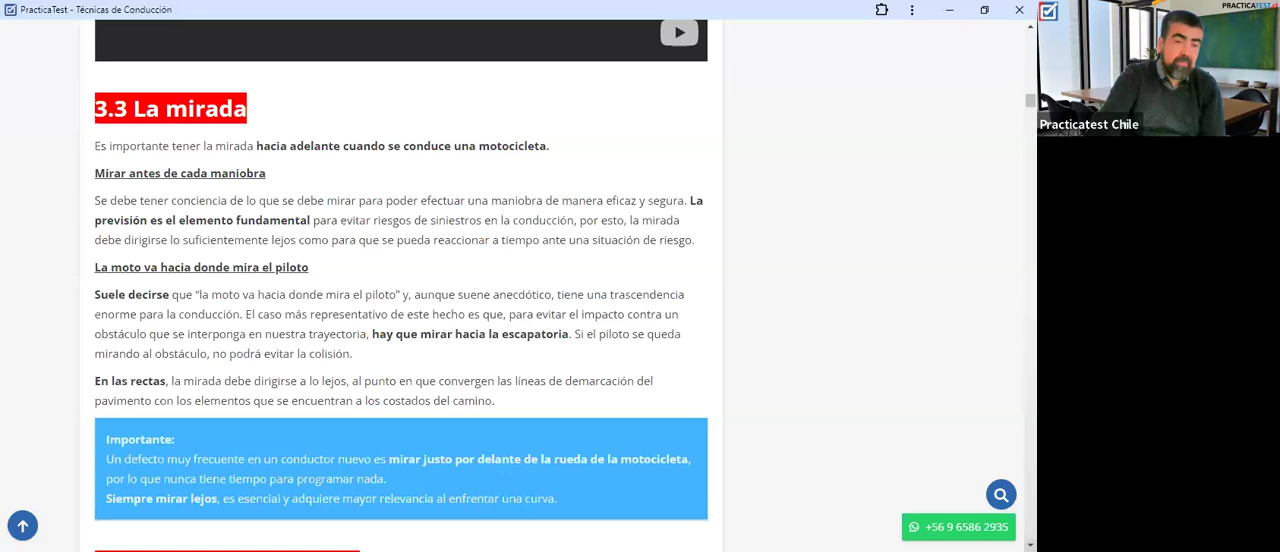 PracticaTest - Técnicas de Conducción
PRACTICATEST.cl
Practicatest Chile
3.3 La mirada
Es importante tener la mirada hacia adelante cuando se conduce una motocicleta.
Mirar antes de cada maniobra
Se debe tener conciencia de lo que se debe mirar para poder efectuar una maniobra de manera eficaz y segura. La
previsión es el elemento fundamental para evitar riesgos de siniestros en la conducción, por esto, la mirada
debe dirigirse lo suficientemente lejos como para que se pueda reaccionar a tiempo ante una situación de riesgo.
La moto va hacia donde mira el piloto
Suele decirse que “la moto va hacia donde mira el piloto” y, aunque suene anecdótico, tiene una trascendencia
enorme para la conducción. El caso más representativo de este hecho es que, para evitar el impacto contra un
obstáculo que se interponga en nuestra trayectoria, hay que mirar hacia la escapatoria. Si el piloto se queda
mirando al obstáculo, no podrá evitar la colisión.
En las rectas, la mirada debe dirigirse a lo lejos, al punto en que convergen las líneas de demarcación del
pavimento con los elementos que se encuentran a los costados del camino.
Importante:
Un defecto muy frecuente en un conductor nuevo es mirar justo por delante de la rueda de la motocicleta,
por lo que nunca tiene tiempo para programar nada.
Siempre mirar lejos, es esencial y adquiere mayor relevancia al enfrentar una curva.
+56 9 6586 2935